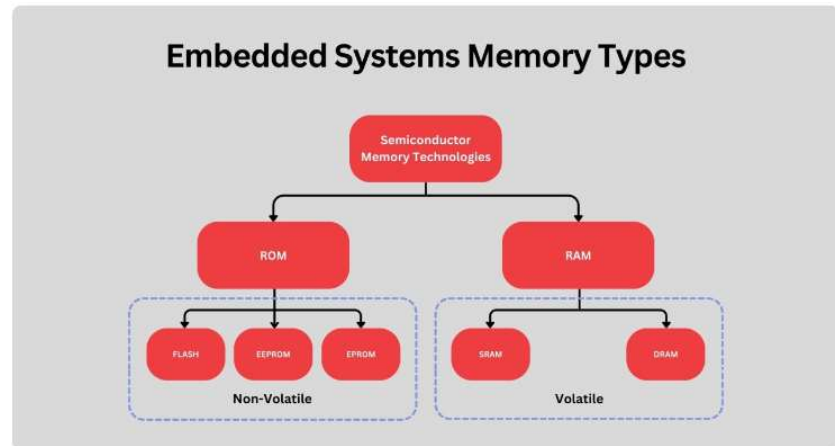 Embedded Systems Memory Types
Semiconductor
Memory Technologies
ROM
RAM
FLASH
EEPROM
EPROM
SRAM
DRAM
Non-Volatile
Volatile